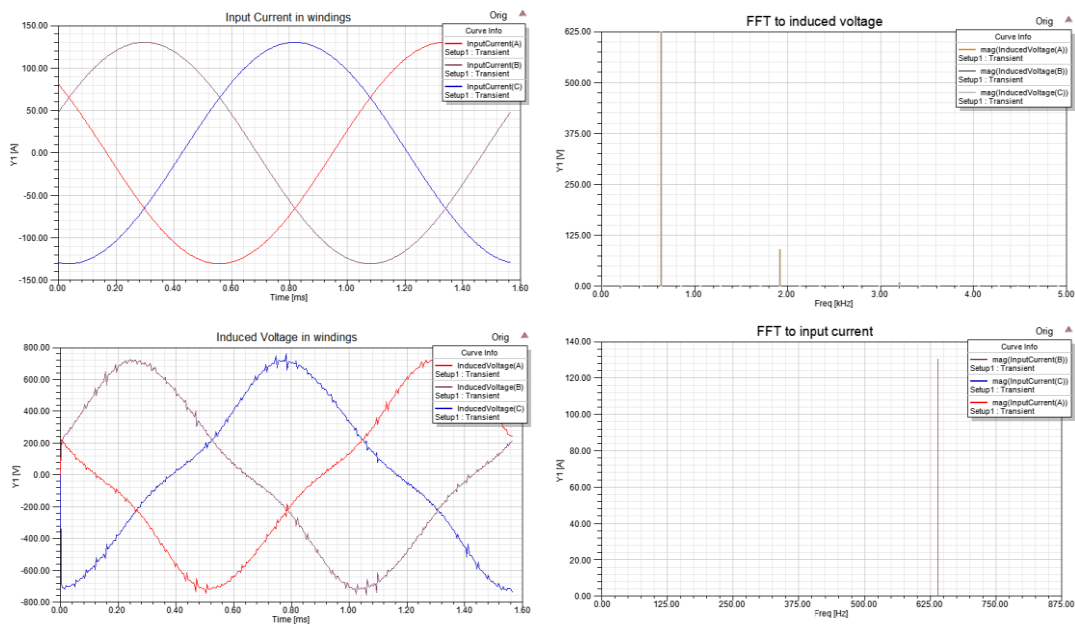 Input Current in windings
Orig
150.00
100.00
50.00
0.00
-50.00
-100.00
-150.00
Y1 [A]
0.00 0.20 0.40 0.60 0.80 1.00 1.20 1.40 1.60
Time [ms]
Curve Info
InputCurrent(A)
Setup1 : Transient
InputCurrent(B)
Setup1 : Transient
InputCurrent(C)
Setup1 : Transient
FFT to induced voltage
Orig
625.00
500.00
375.00
250.00
125.00
0.00
Y1 [V]
0.00 1.00 2.00 3.00 4.00 5.00
Freq [kHz]
Curve Info
mag(InducedVoltage(A))
Setup1 : Transient
mag(InducedVoltage(B))
Setup1 : Transient
mag(InducedVoltage(C))
Setup1 : Transient
Induced Voltage in windings
Orig
800.00
600.00
400.00
200.00
0.00
-200.00
-400.00
-600.00
-800.00
Y1 [V]
0.00 0.20 0.40 0.60 0.80 1.00 1.20 1.40 1.60
Time [ms]
Curve Info
InducedVoltage(A)
Setup1 : Transient
InducedVoltage(B)
Setup1 : Transient
InducedVoltage(C)
Setup1 : Transient
FFT to input current
Orig
140.00
120.00
100.00
80.00
60.00
40.00
20.00
0.00
Y1 [A]
0.00 125.00 250.00 375.00 500.00 625.00 750.00 875.00
Freq [Hz]
Curve Info
mag(InputCurrent(B))
Setup1 : Transient
mag(InputCurrent(C))
Setup1 : Transient
mag(InputCurrent(A))
Setup1 : Transient